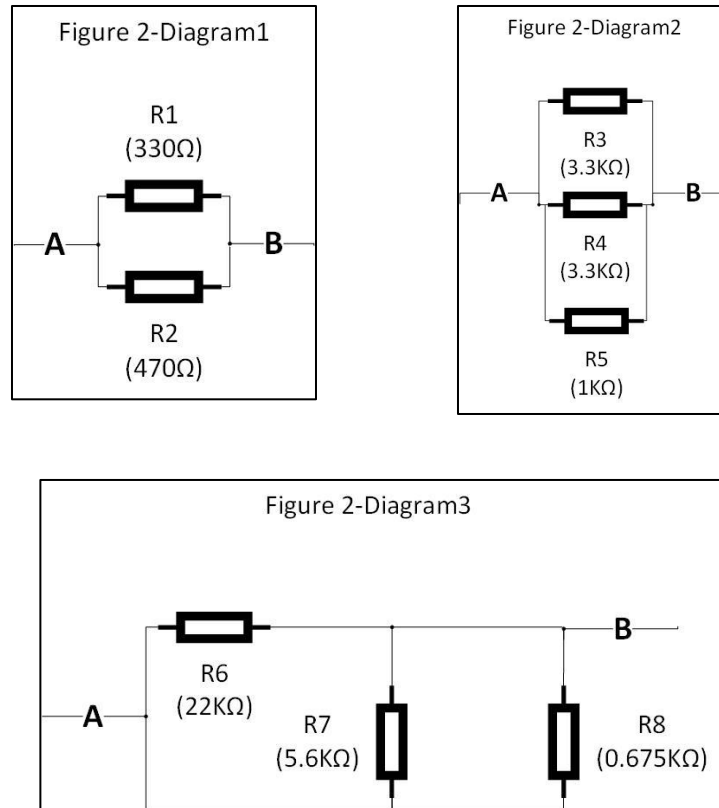 Figure 2-Diagram1
R1
(330Ω)
A
B
R2
(470Ω)
Figure 2-Diagram2
R3
(3.3KΩ)
A
B
R4
(3.3KΩ)
R5
(1KΩ)
Figure 2-Diagram3
B
R6
(22KΩ)
A
R7
(5.6KΩ)
R8
(0.675KΩ)